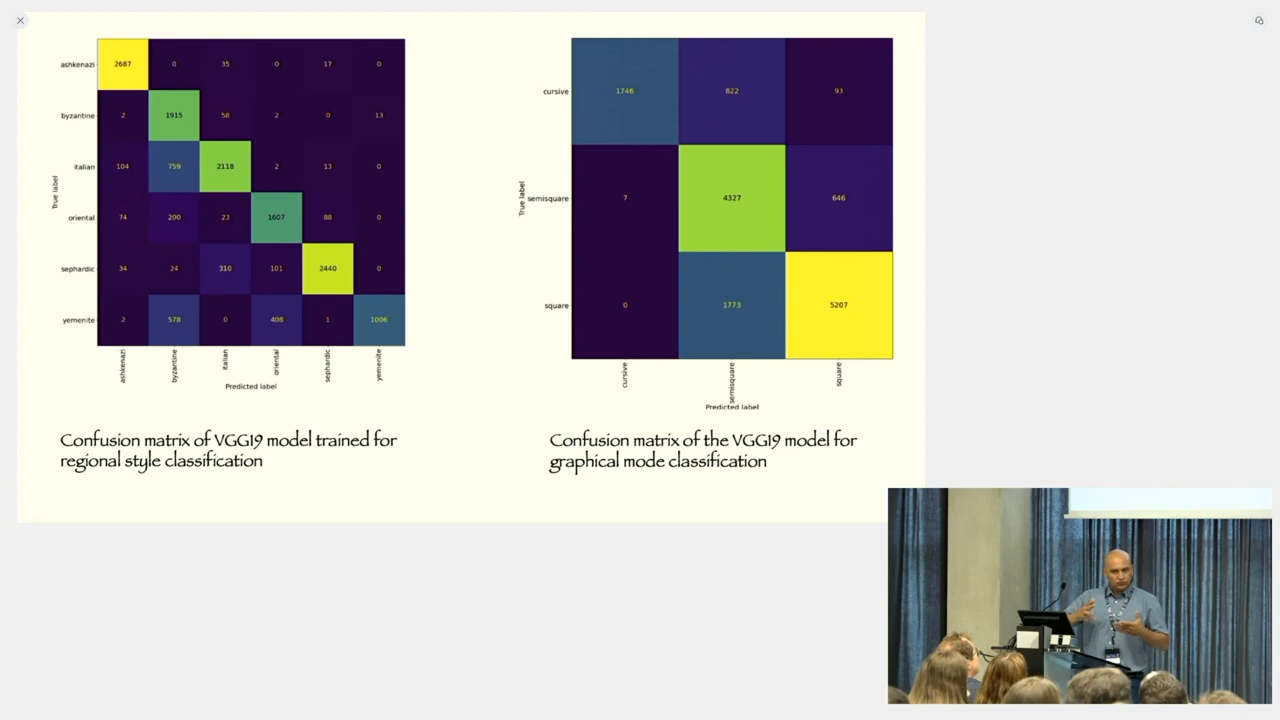 ashkenazi 2687 0 35 0 17 0
byzantine 2 1915 58 2 0 13
italian 104 759 2118 2 13 0
oriental 74 200 23 1607 88 0
sephardic 34 24 310 101 2440 0
yemenite 2 578 0 408 1 1006
True label
ashkenazi byzantine italian oriental sephardic yemenite
Predicted label
Confusion matrix of VGG19 model trained for
regional style classification
cursive 1746 822 93
semisquare 7 4327 646
square 0 1773 5207
True label
cursive semisquare square
Predicted label
Confusion matrix of the VGG19 model for
graphical mode classification